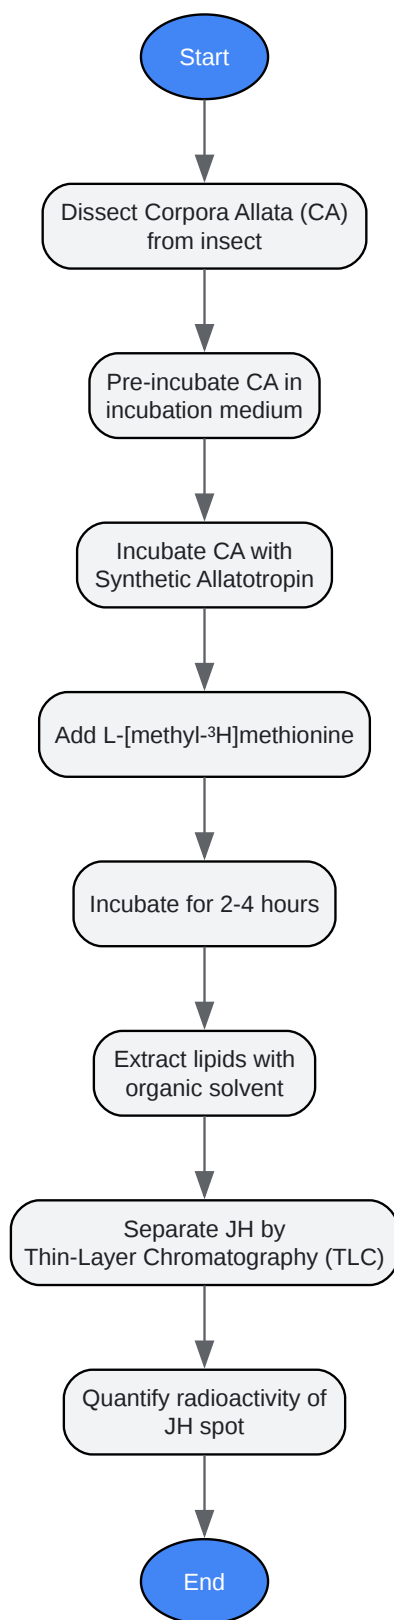 Start
Dissect Corpora Allata (CA)
from insect
Pre-incubate CA in
incubation medium
Incubate CA with
Synthetic Allatotropin
Add L-[methyl-³H]methionine
Incubate for 2-4 hours
Extract lipids with
organic solvent
Separate JH by
Thin-Layer Chromatography (TLC)
Quantify radioactivity of
JH spot
End